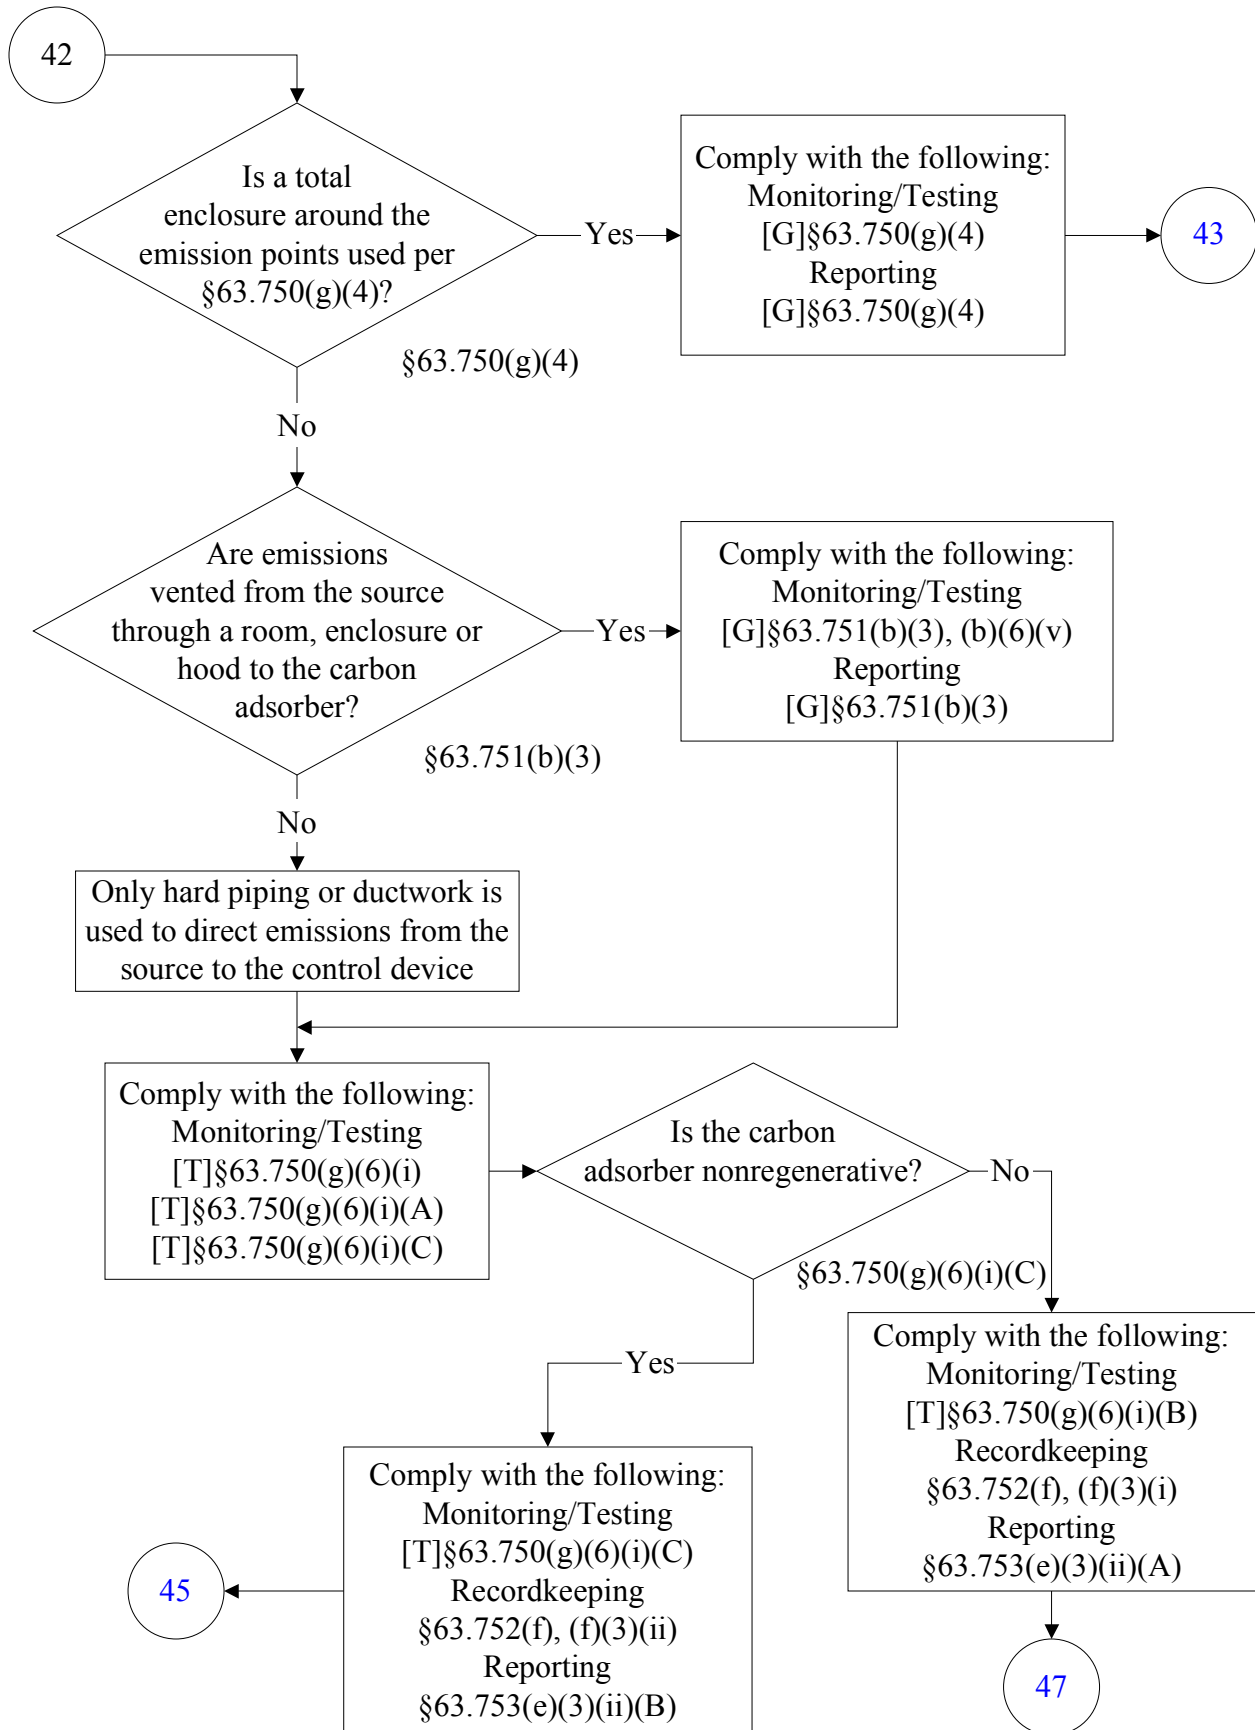 42
Is a total
enclosure around the
emission points used per
§63.750(g)(4)?
Yes
Comply with the following:
Monitoring/Testing
[G]§63.750(g)(4)
Reporting
[G]§63.750(g)(4)
43
§63.750(g)(4)
No
Are emissions
vented from the source
through a room, enclosure or
hood to the carbon
adsorber?
Yes
Comply with the following:
Monitoring/Testing
[G]§63.751(b)(3), (b)(6)(v)
Reporting
[G]§63.751(b)(3)
§63.751(b)(3)
No
Only hard piping or ductwork is
used to direct emissions from the
source to the control device
Comply with the following:
Monitoring/Testing
[T]§63.750(g)(6)(i)
[T]§63.750(g)(6)(i)(A)
[T]§63.750(g)(6)(i)(C)
Is the carbon
adsorber nonregenerative?
No
§63.750(g)(6)(i)(C)
Yes
Comply with the following:
Monitoring/Testing
[T]§63.750(g)(6)(i)(B)
Recordkeeping
§63.752(f), (f)(3)(i)
Reporting
§63.753(e)(3)(ii)(A)
47
Comply with the following:
Monitoring/Testing
[T]§63.750(g)(6)(i)(C)
Recordkeeping
§63.752(f), (f)(3)(ii)
Reporting
§63.753(e)(3)(ii)(B)
45